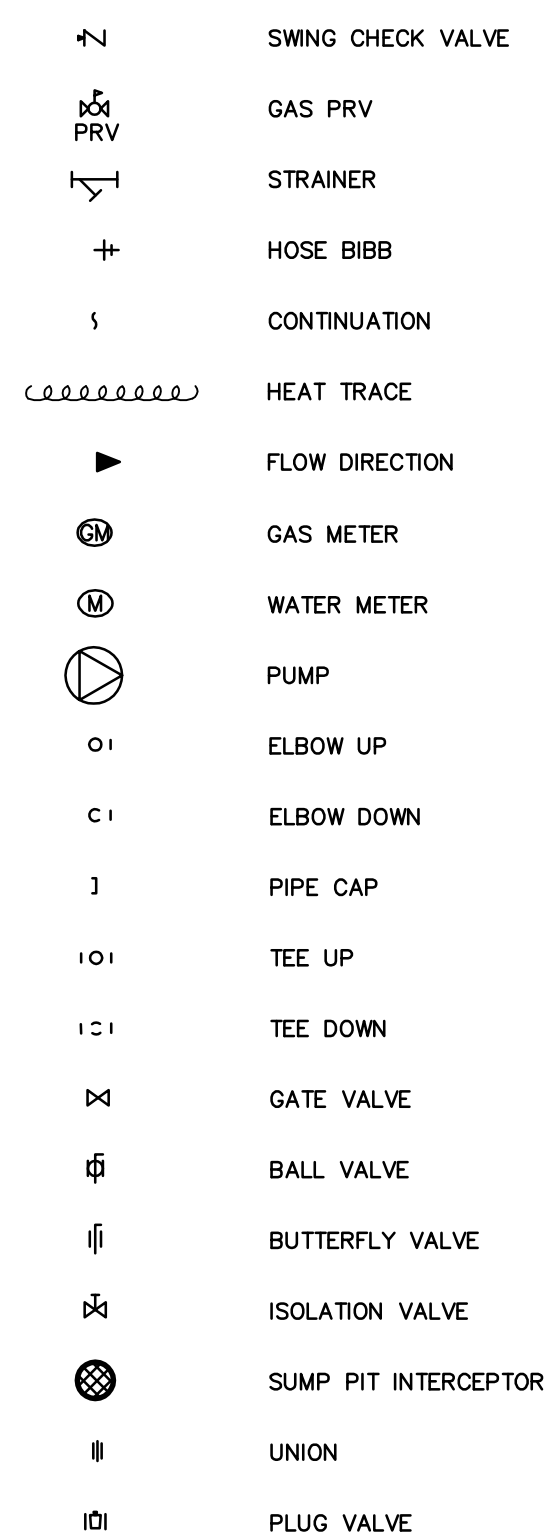 SWING CHECK VALVE
GAS PRV
PRV
STRAINER
HOSE BIBB
CONTINUATION
HEAT TRACE
FLOW DIRECTION
GM GAS METER
M WATER METER
PUMP
ELBOW UP
ELBOW DOWN
PIPE CAP
TEE UP
TEE DOWN
GATE VALVE
BALL VALVE
BUTTERFLY VALVE
ISOLATION VALVE
SUMP PIT INTERCEPTOR
UNION
PLUG VALVE